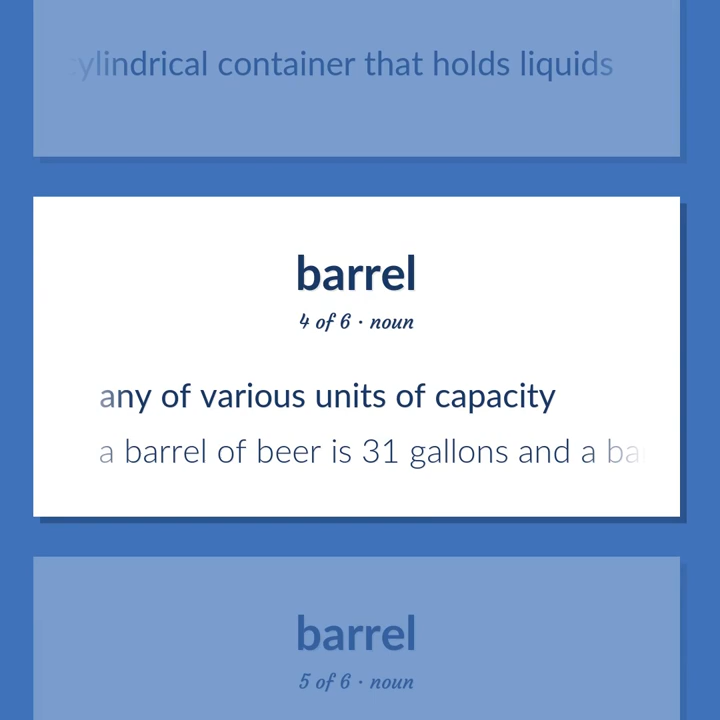 cylindrical container that holds liquids
barrel
4 of 6 · noun
any of various units of capacity
a barrel of beer is 31 gallons and a
barrel
5 of 6 · noun